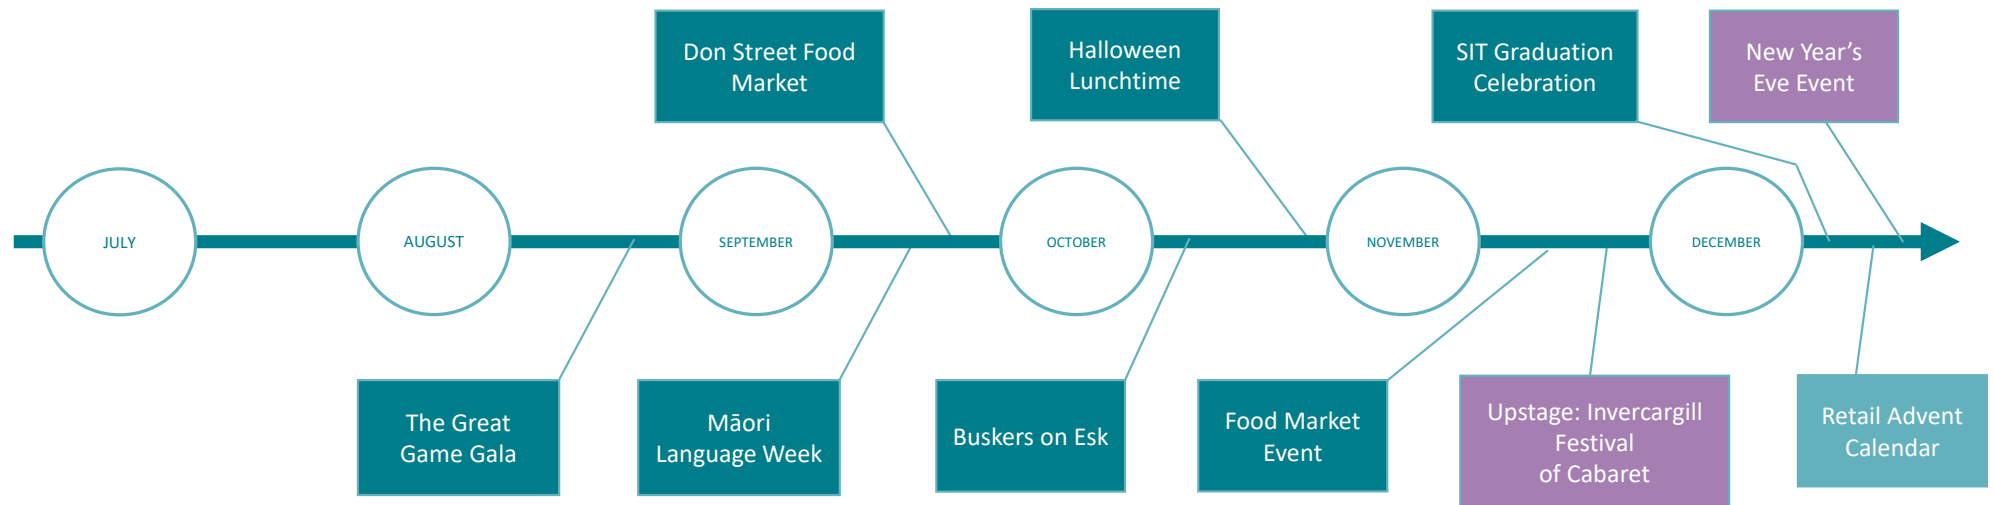 Don Street Food
Market
Halloween
Lunchtime
SIT Graduation
Celebration
New Year’s
Eve Event
JULY
AUGUST
SEPTEMBER
OCTOBER
NOVEMBER
DECEMBER
The Great
Game Gala
Māori
Language Week
Buskers on Esk
Food Market
Event
Upstage: Invercargill
Festival
of Cabaret
Retail Advent
Calendar